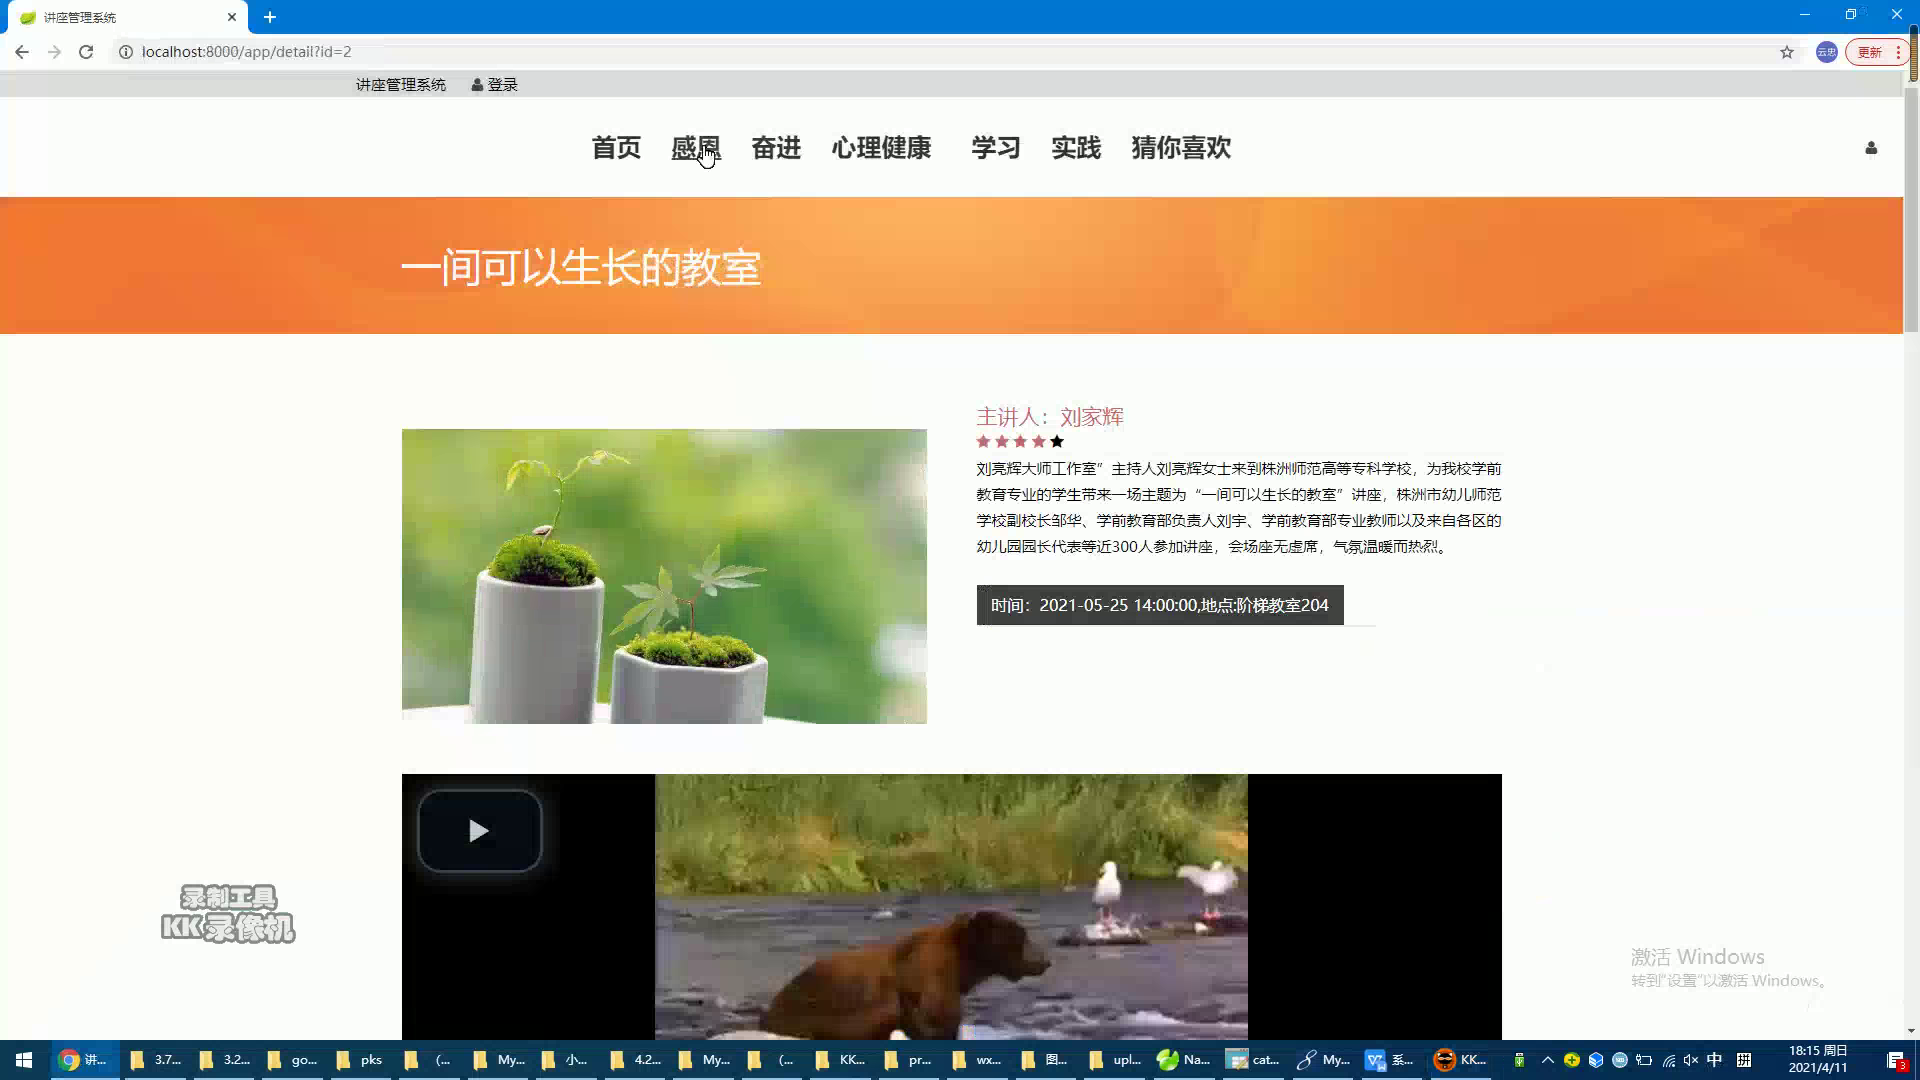 讲座管理系统
localhost:8000/app/detail?id=2
云忠
更新
讲座管理系统 登录
首页 感恩 奋进 心理健康 学习 实践 猜你喜欢
一间可以生长的教室
主讲人：刘家辉
刘亮辉大师工作室”主持人刘亮辉女士来到株洲师范高等专科学校，为我校学前
教育专业的学生带来一场主题为“一间可以生长的教室”讲座，株洲市幼儿师范
学校副校长邹华、学前教育部负责人刘宇、学前教育部专业教师以及来自各区的
幼儿园园长代表等近300人参加讲座，会场座无虚席，气氛温暖而热烈。
时间：2021-05-25 14:00:00,地点:阶梯教室204
录制工具
KK录像机
激活 Windows
转到“设置”以激活 Windows。
讲... 3.7... 3.2... go... pks (... My... 小... 4.2... My... (... KK... pr... wx... 图... upl... Na... cat... My... 系... KK... 中 拼
18:15 周日
2021/4/11
3